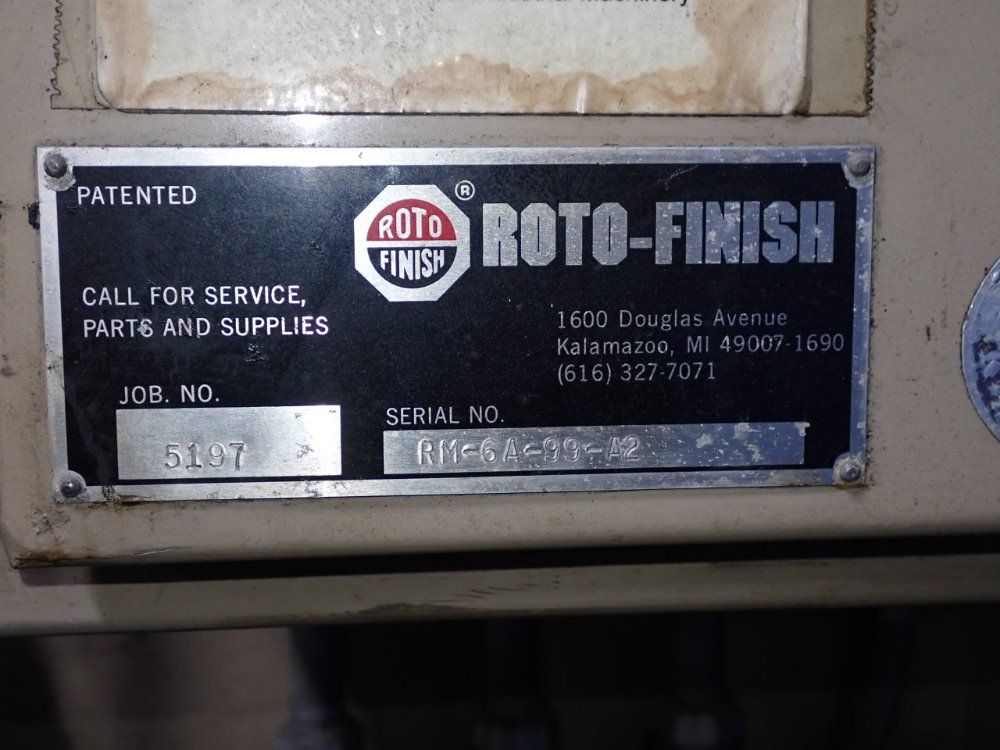 Machinery
PATENTED
ROTO
FINISH
®
ROTO-FINISH
CALL FOR SERVICE,
PARTS AND SUPPLIES
1600 Douglas Avenue
Kalamazoo, MI 49007-1690
(616) 327-7071
JOB. NO.
5197
SERIAL NO.
RM-6A-99-A2